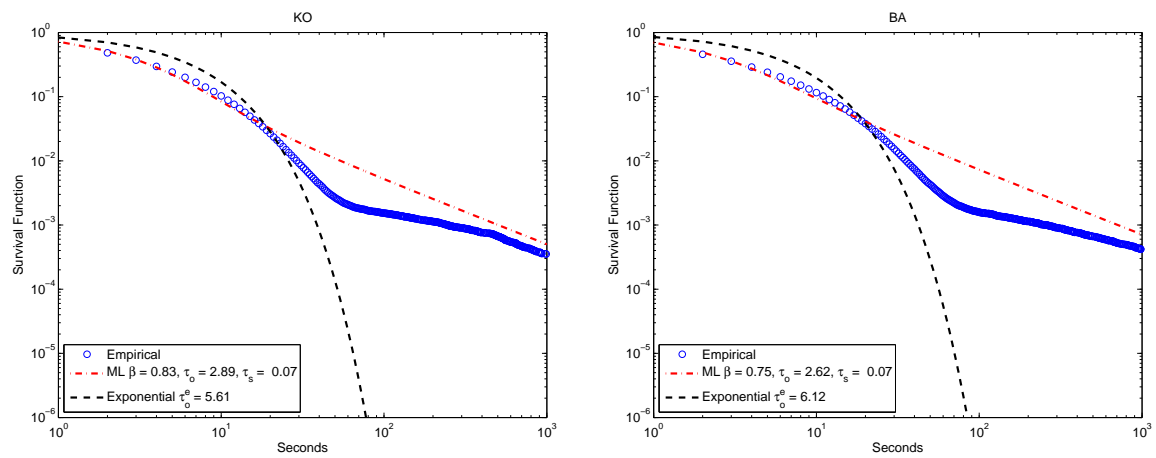 KO
Survival Function
10^0
10^-1
10^-2
10^-3
10^-4
10^-5
10^-6
Empirical
ML β = 0.83, τ_o = 2.89, τ_s = 0.07
Exponential τ_o^e = 5.61
10^0 10^1 10^2 10^3
Seconds
BA
Survival Function
10^0
10^-1
10^-2
10^-3
10^-4
10^-5
10^-6
Empirical
ML β = 0.75, τ_o = 2.62, τ_s = 0.07
Exponential τ_o^e = 6.12
10^0 10^1 10^2 10^3
Seconds